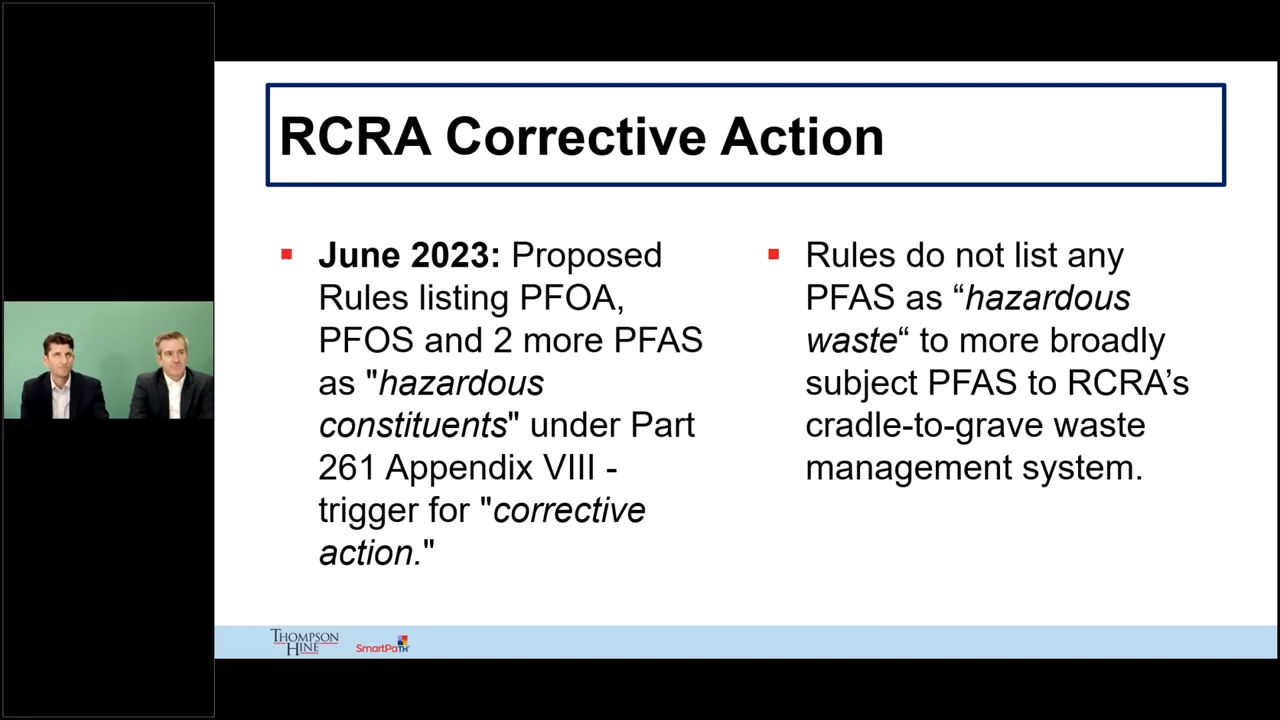 RCRA Corrective Action
June 2023: Proposed
Rules listing PFOA,
PFOS and 2 more PFAS
as "hazardous
constituents" under Part
261 Appendix VIII -
trigger for "corrective
action."
Rules do not list any
PFAS as “hazardous
waste“ to more broadly
subject PFAS to RCRA’s
cradle-to-grave waste
management system.
THOMPSON
HINE
SmartPaTH